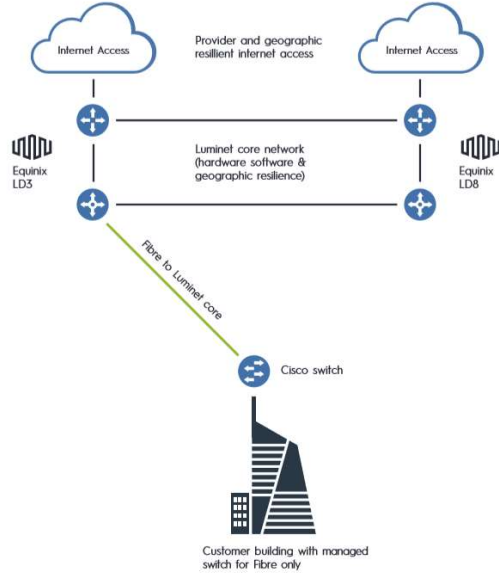 Internet Access
Provider and geographic
resillient internet access
Internet Access
Equinix
LD3
Luminet core network
(hardware software &
geographic resilience)
Equinix
LD8
Fibre to Luminet core
Cisco switch
Customer building with managed
switch for Fibre only